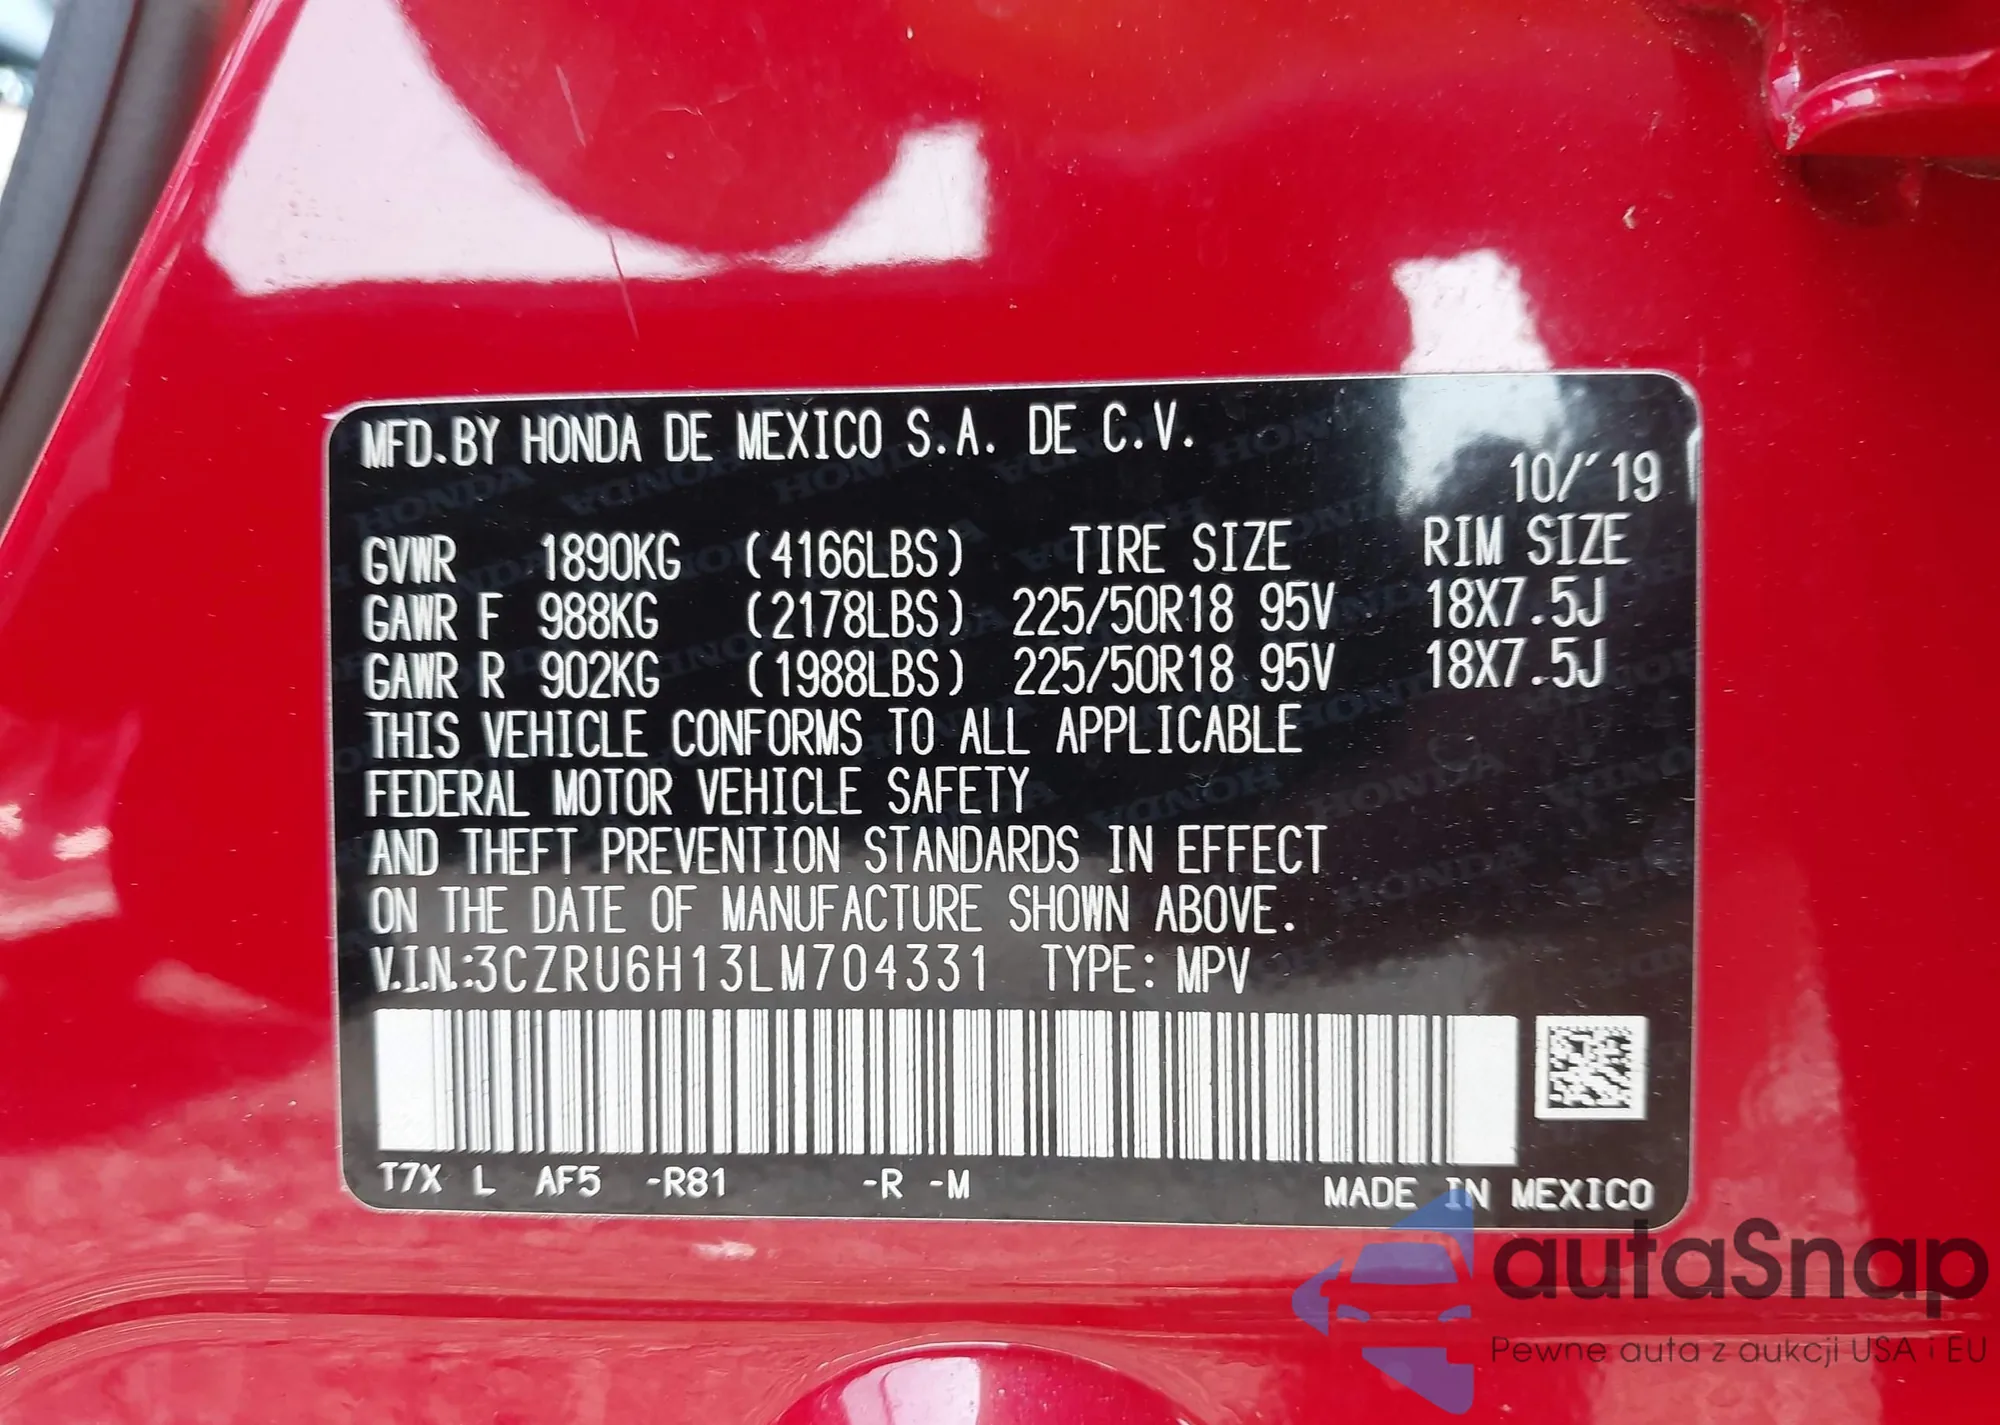 MFD.BY HONDA DE MEXICO S.A. DE C.V.
10/'19
GVWR 1890KG (4166LBS) TIRE SIZE RIM SIZE
GAWR F 988KG (2178LBS) 225/50R18 95V 18X7.5J
GAWR R 902KG (1988LBS) 225/50R18 95V 18X7.5J
THIS VEHICLE CONFORMS TO ALL APPLICABLE
FEDERAL MOTOR VEHICLE SAFETY
AND THEFT PREVENTION STANDARDS IN EFFECT
ON THE DATE OF MANUFACTURE SHOWN ABOVE.
V.I.N.:3CZRU6H13LM704331 TYPE: MPV
T7X L AF5 -R81 -R -M MADE IN MEXICO
autaSnap
Pewne auta z aukcji USA i EU